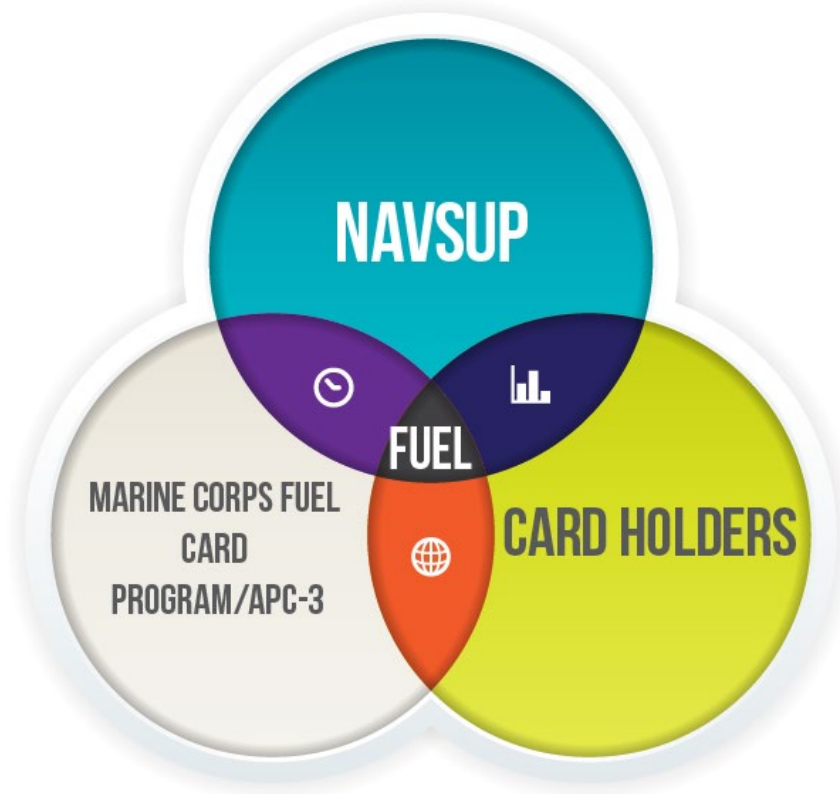 NAVSUP
FUEL
MARINE CORPS FUEL
CARD
PROGRAM/APC-3
CARD HOLDERS